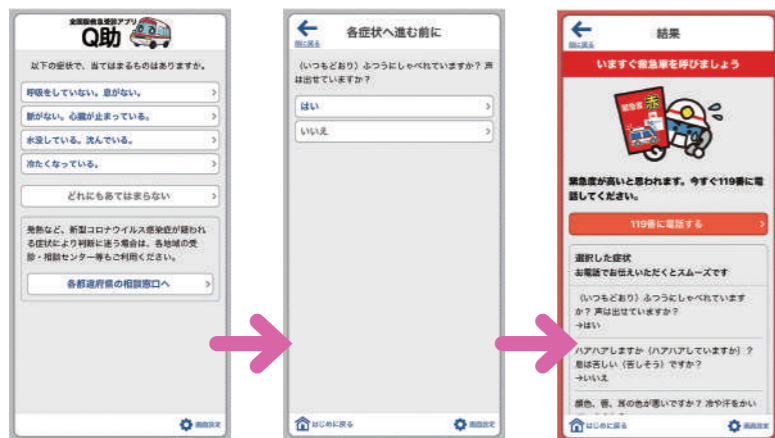 全国版救急受診アプリ
Q助
以下の症状で、当てはまるものはありますか。
呼吸をしていない。息がない。
脈がない。心臓が止まっている。
水没している。沈んでいる。
冷たくなっている。
どれにもあてはまらない
発熱など、新型コロナウイルス感染症が疑われ
る症状により判断に迷う場合は、各地域の受
診・相談センター等もご利用ください。
各都道府県の相談窓口へ
画面設定
前に戻る
各症状へ進む前に
(いつもどおり)ふつうにしゃべれていますか?声
は出せていますか?
はい
いいえ
はじめに戻る
画面設定
前に戻る
結果
いますぐ救急車を呼びましょう
緊急度 赤
緊急度が高いと思われます。今すぐ119番に電
話してください。
119番に電話する
選択した症状
お電話でお伝えいただくとスムーズです
(いつもどおり)ふつうにしゃべれています
か?声は出せていますか?
→はい
ハアハアしますか(ハアハアしていますか)?
息は苦しい(苦しそう)ですか?
→いいえ
顔色、唇、耳の色が悪いですか?冷や汗をかい
はじめに戻る
画面設定